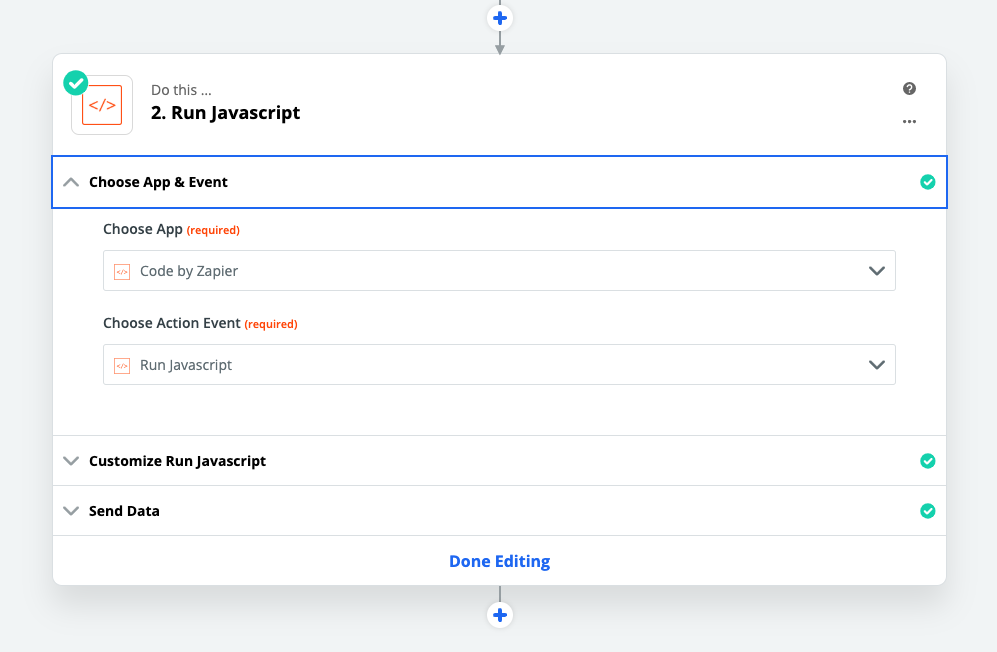 Do this ...
2. Run Javascript
Choose App & Event
Choose App (required)
</> Code by Zapier
Choose Action Event (required)
</> Run Javascript
Customize Run Javascript
Send Data
Done Editing